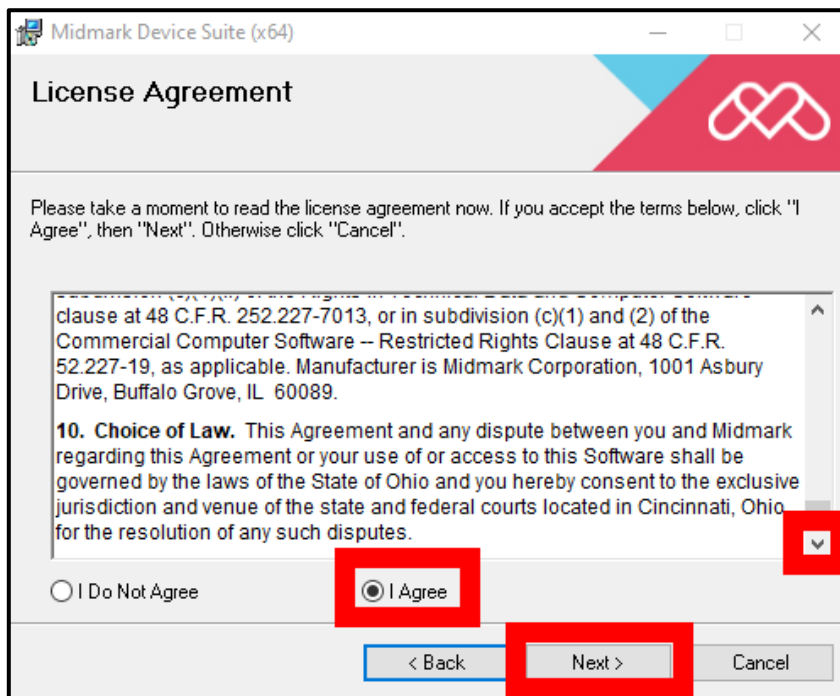 Midmark Device Suite (x64)
License Agreement
Please take a moment to read the license agreement now. If you accept the terms below, click "I
Agree", then "Next". Otherwise click "Cancel".
clause at 48 C.F.R. 252.227-7013, or in subdivision (c)(1) and (2) of the
Commercial Computer Software -- Restricted Rights Clause at 48 C.F.R.
52.227-19, as applicable. Manufacturer is Midmark Corporation, 1001 Asbury
Drive, Buffalo Grove, IL 60089.
10. Choice of Law. This Agreement and any dispute between you and Midmark
regarding this Agreement or your use of or access to this Software shall be
governed by the laws of the State of Ohio and you hereby consent to the exclusive
jurisdiction and venue of the state and federal courts located in Cincinnati, Ohio
for the resolution of any such disputes.
I Do Not Agree
I Agree
< Back
Next >
Cancel